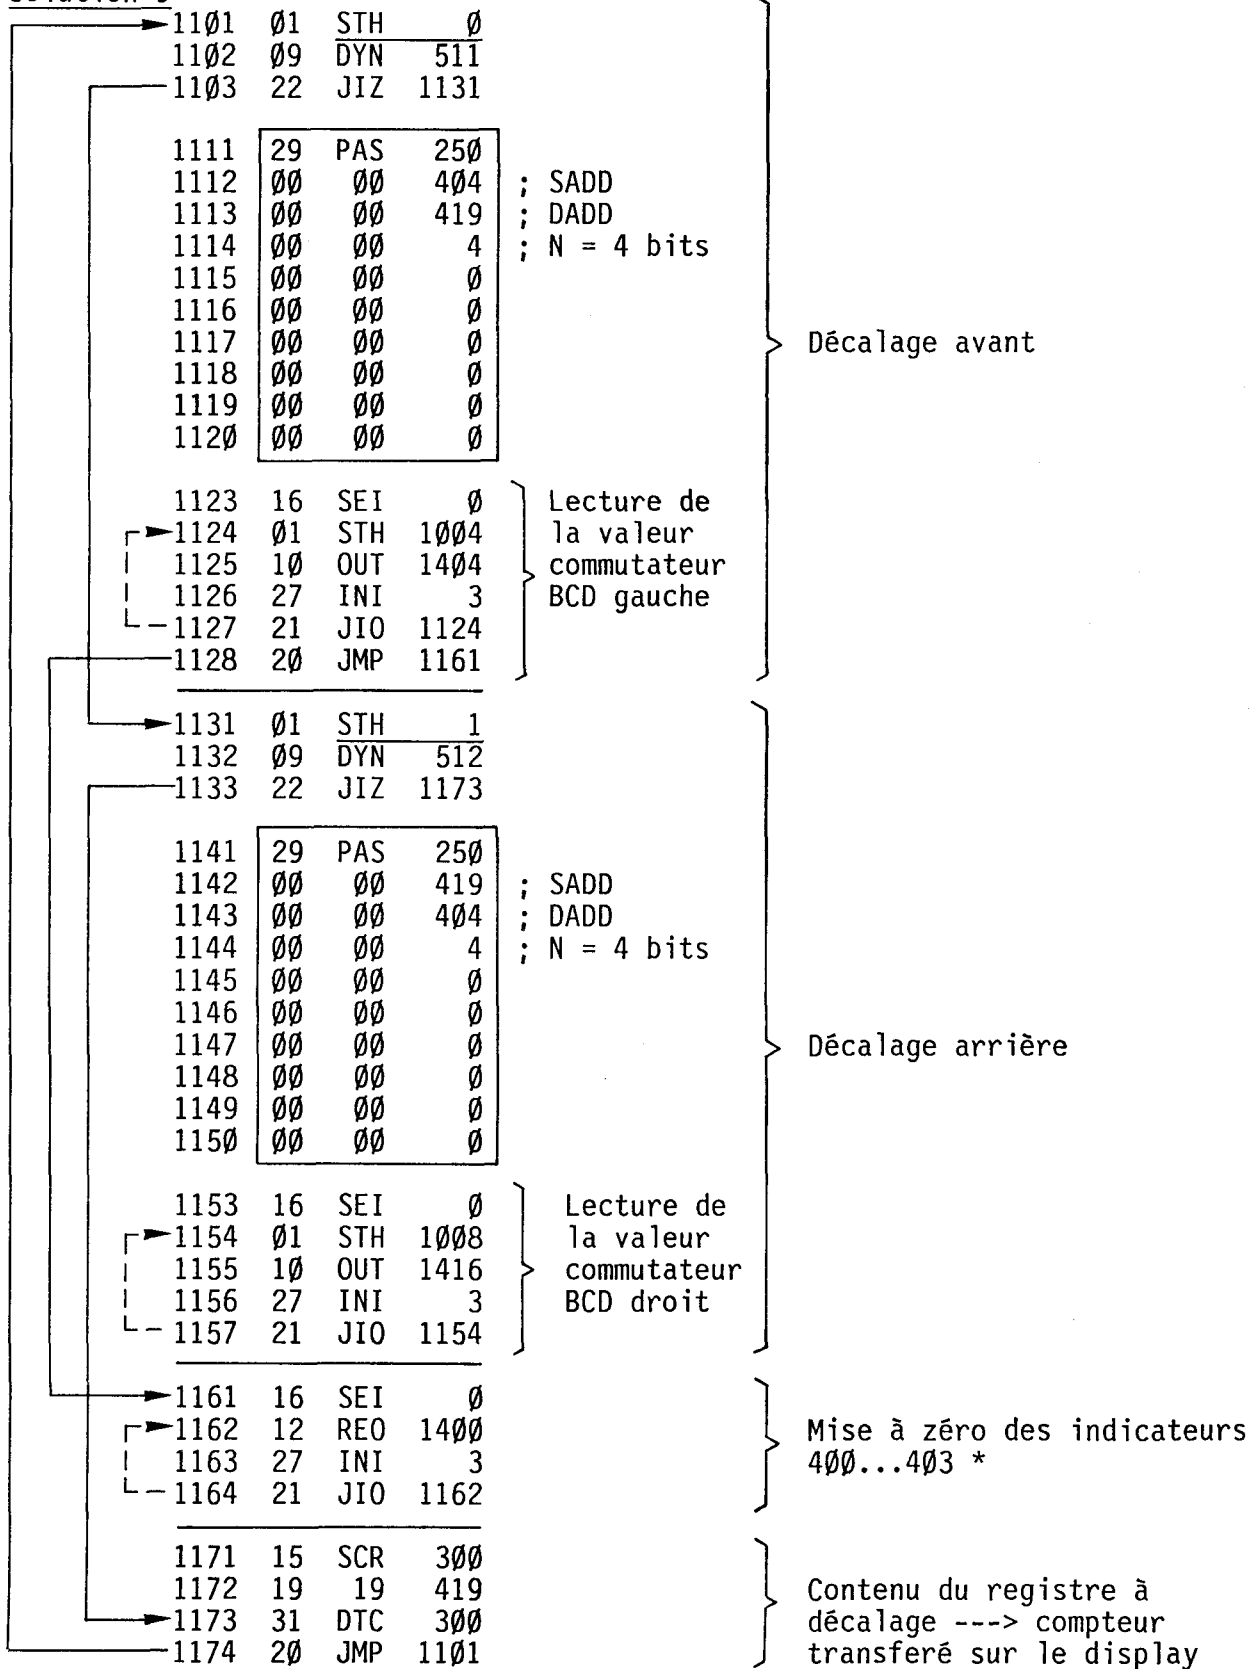 1101 01 STH 0
1102 09 DYN 511
1103 22 JIZ 1131
1111 29 PAS 250
1112 00 00 404 ; SADD
1113 00 00 419 ; DADD
1114 00 00 4 ; N = 4 bits
1115 00 00 0
1116 00 00 0
1117 00 00 0
1118 00 00 0
1119 00 00 0
1120 00 00 0
Décalage avant
1123 16 SEI 0
1124 01 STH 1004
1125 10 OUT 1404
1126 27 INI 3
1127 21 JIO 1124
1128 20 JMP 1161
Lecture de
la valeur
commutateur
BCD gauche
1131 01 STH 1
1132 09 DYN 512
1133 22 JIZ 1173
1141 29 PAS 250
1142 00 00 419 ; SADD
1143 00 00 404 ; DADD
1144 00 00 4 ; N = 4 bits
1145 00 00 0
1146 00 00 0
1147 00 00 0
1148 00 00 0
1149 00 00 0
1150 00 00 0
Décalage arrière
1153 16 SEI 0
1154 01 STH 1008
1155 10 OUT 1416
1156 27 INI 3
1157 21 JIO 1154
Lecture de
la valeur
commutateur
BCD droit
1161 16 SEI 0
1162 12 REO 1400
1163 27 INI 3
1164 21 JIO 1162
Mise à zéro des indicateurs
400...403 *
1171 15 SCR 300
1172 19 19 419
1173 31 DTC 300
1174 20 JMP 1101
Contenu du registre à
décalage ---> compteur
transferé sur le display